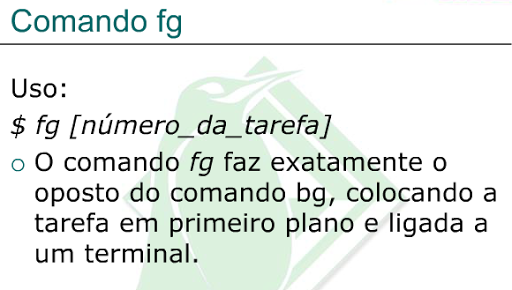 Comando fg
Uso:
$ fg [número_da_tarefa]
O comando fg faz exatamente o
oposto do comando bg, colocando a
tarefa em primeiro plano e ligada a
um terminal.